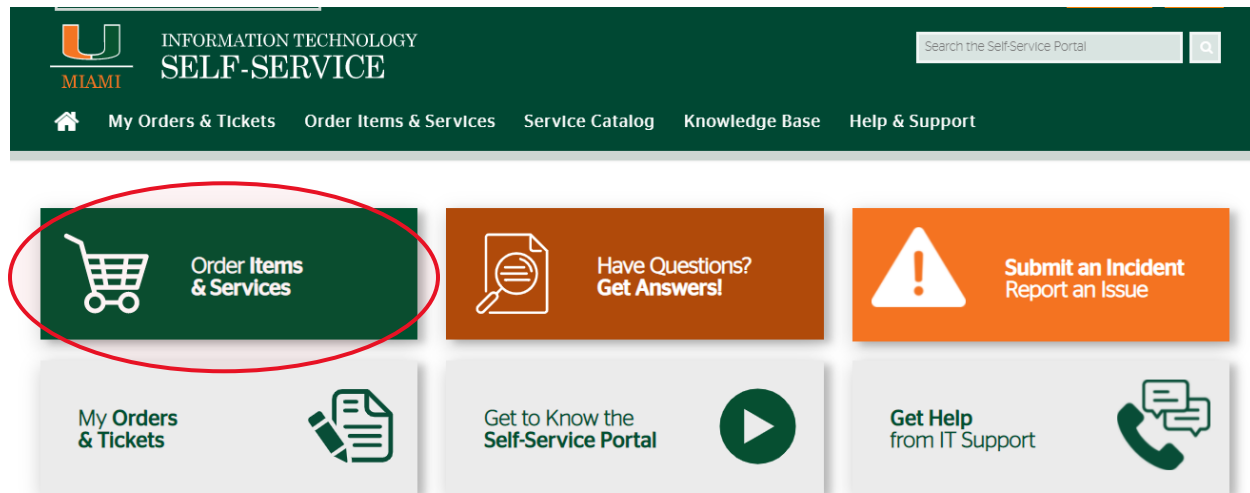 MIAMI
INFORMATION TECHNOLOGY
SELF-SERVICE
Search the Self-Service Portal
My Orders & Tickets Order Items & Services Service Catalog Knowledge Base Help & Support
Order Items
& Services
Have Questions?
Get Answers!
Submit an Incident
Report an Issue
My Orders
& Tickets
Get to Know the
Self-Service Portal
Get Help
from IT Support